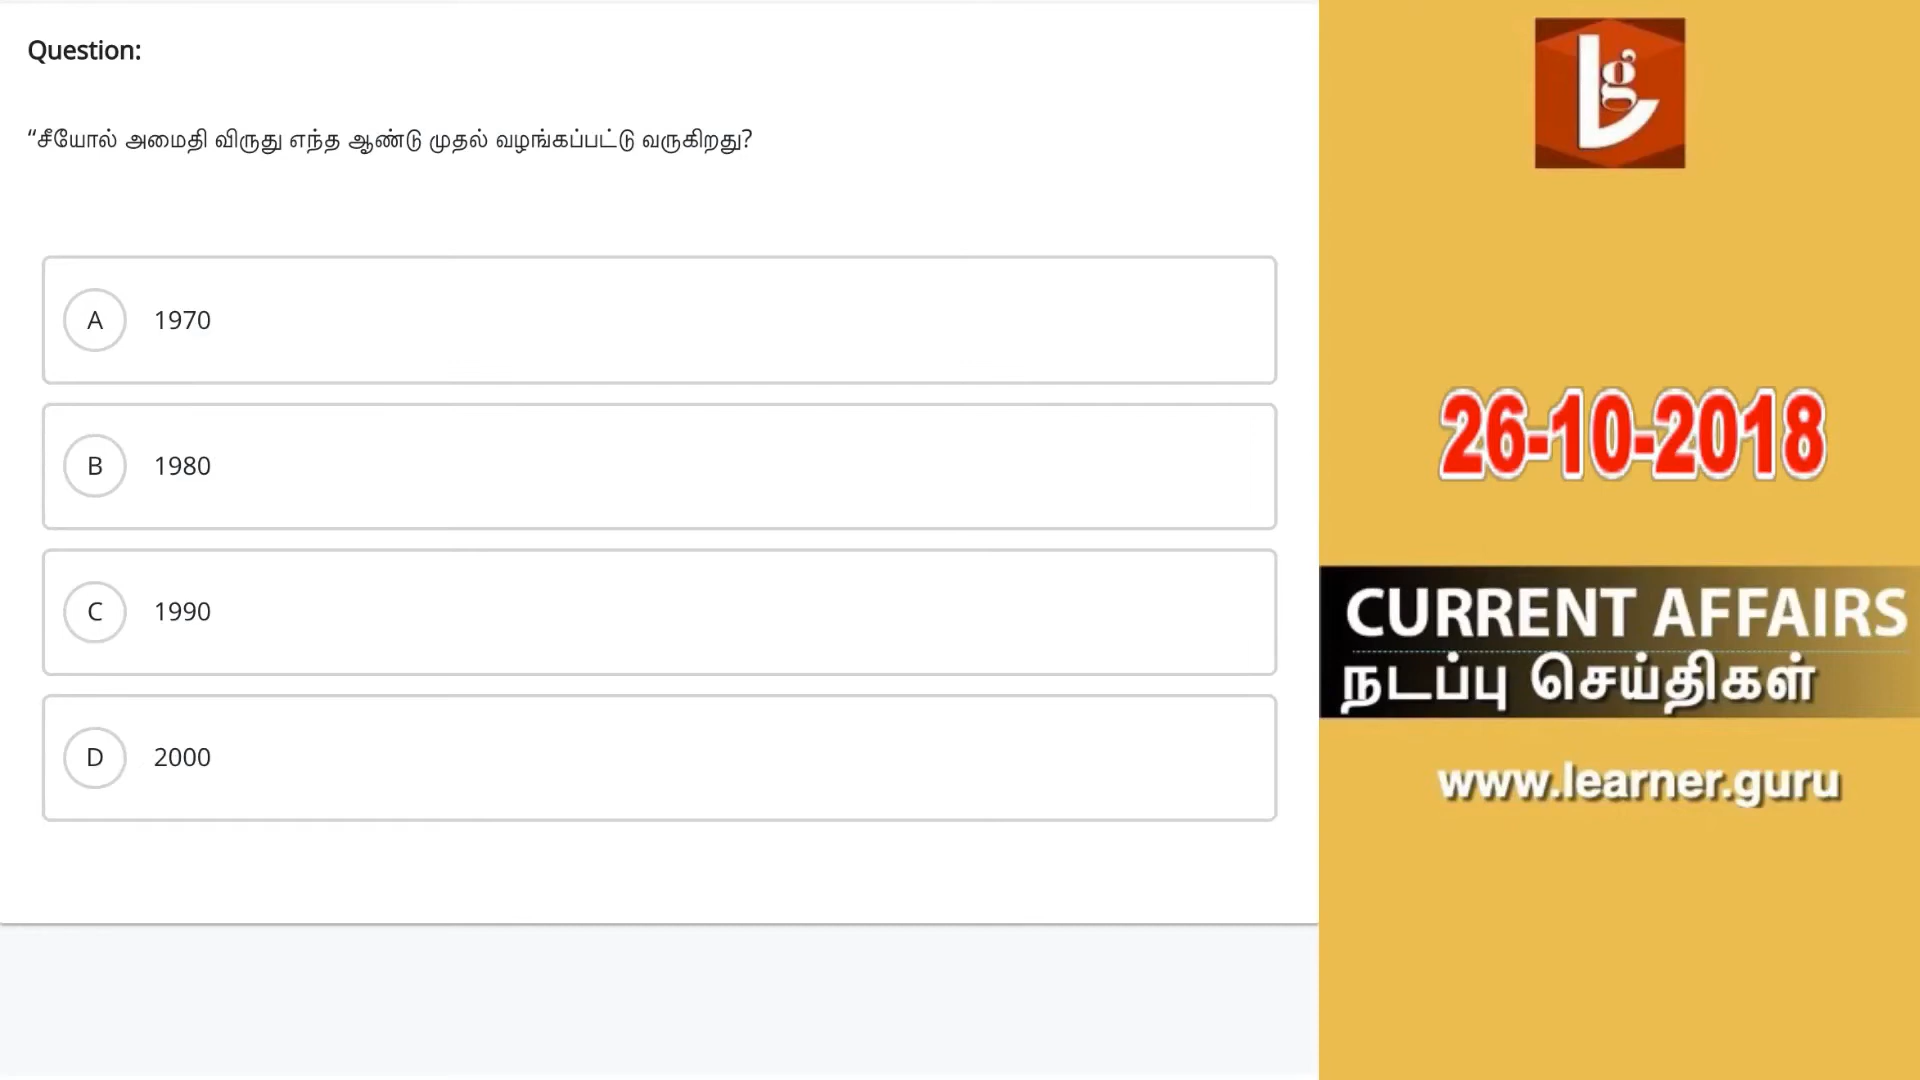 Question:
“சீயோல் அமைதி விருது எந்த ஆண்டு முதல் வழங்கப்பட்டு வருகிறது?
A 1970
B 1980
C 1990
D 2000
Lg
26-10-2018
CURRENT AFFAIRS
நடப்பு செய்திகள்
www.learner.guru